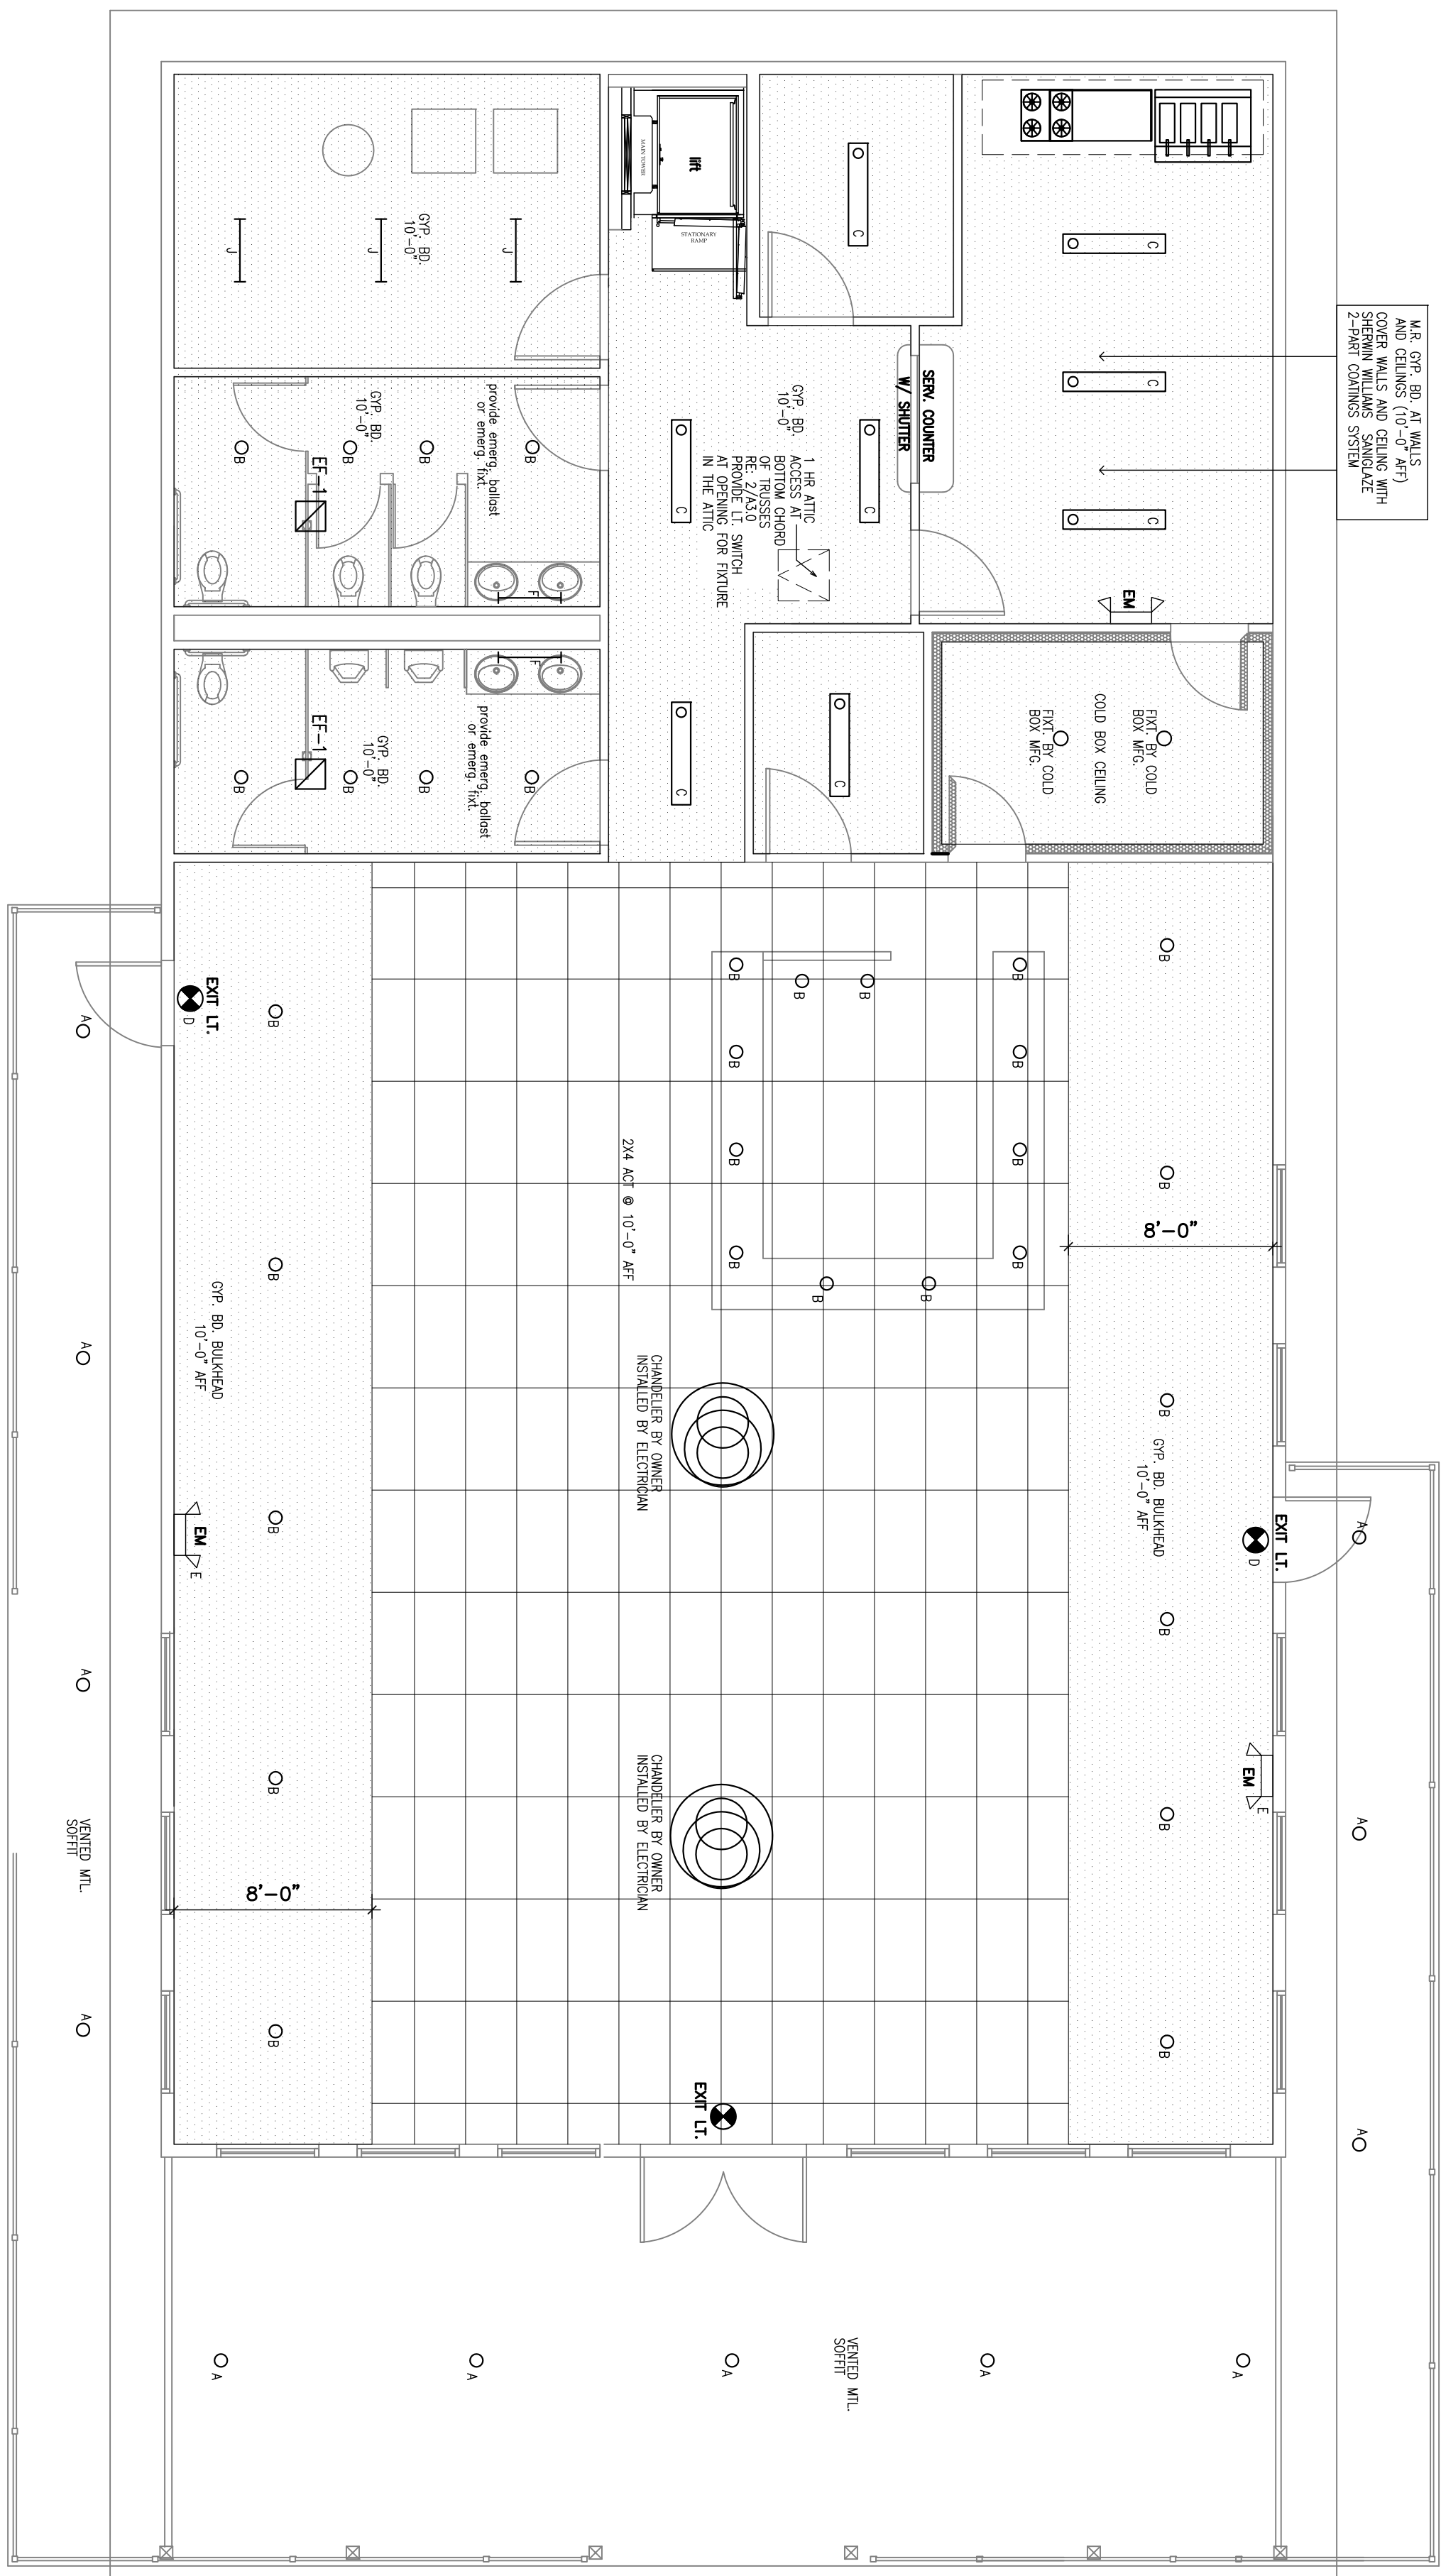 M.R. GYP. BD. AT WALLS
AND CEILINGS (10'-0" AFF)
COVER WALLS AND CEILING WITH
SHERWIN WILLIAMS SANIGLAZE
2-PART COATINGS SYSTEM
C
C
C
C
lift
MAIN TOWER
STATIONARY
RAMP
GYP. BD.
10'-0"
J
J
J
SERV. COUNTER
W/ SHUTTER
GYP. BD.
10'-0"
C
C
1 HR ATTIC
ACCESS AT
BOTTOM CHORD
OF TRUSSES
RE: 2/A3.0
PROVIDE LT. SWITCH
AT OPENING FOR FIXTURE
IN THE ATTIC
provide emerg. ballast
or emerg. fixt.
GYP. BD.
10'-0"
B
B
B
B
EF-1
F
EM
FIXT. BY COLD
BOX MFG.
COLD BOX CEILING
FIXT. BY COLD
BOX MFG.
C
C
F
provide emerg. ballast
or emerg. fixt.
GYP. BD.
10'-0"
EF-1
B
B
B
B
B
B
B
B
B
B
GYP. BD. BULKHEAD
10'-0" AFF
8'-0"
EXIT LT.
D
EM
E
B
B
B
B
B
B
B
B
B
B
B
B
2X4 ACT @ 10'-0" AFF
CHANDELIER BY OWNER
INSTALLED BY ELECTRICIAN
CHANDELIER BY OWNER
INSTALLED BY ELECTRICIAN
EXIT LT.
EXIT LT.
D
B
B
B
B
B
GYP. BD. BULKHEAD
10'-0" AFF
EM
E
8'-0"
A
A
A
A
A
A
A
VENTED MTL.
SOFFIT
VENTED MTL.
SOFFIT
A
A
A
A
A